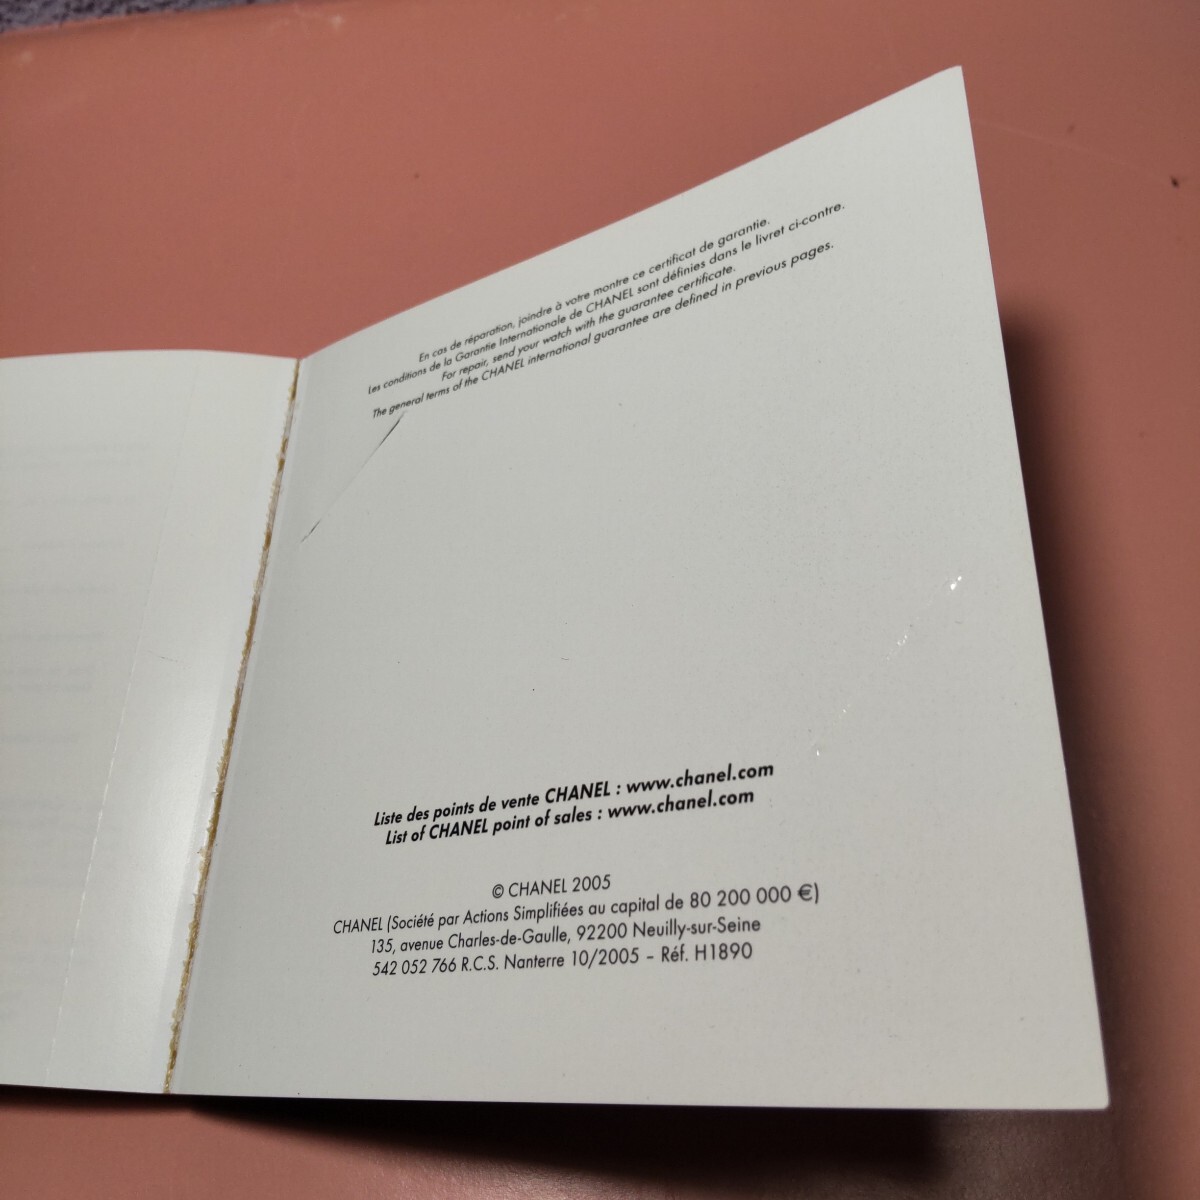 En cas de réparation, joindre à votre montre ce certificat de garantie.
Les conditions de la Garantie Internationale de CHANEL sont définies dans le livret ci-contre.
For repair, send your watch with the guarantee certificate.
The general terms of the CHANEL international guarantee are defined in previous pages.
Liste des points de vente CHANEL : www.chanel.com
List of CHANEL point of sales : www.chanel.com
© CHANEL 2005
CHANEL (Société par Actions Simplifiées au capital de 80 200 000 €)
135, avenue Charles-de-Gaulle, 92200 Neuilly-sur-Seine
542 052 766 R.C.S. Nanterre 10/2005 – Réf. H1890